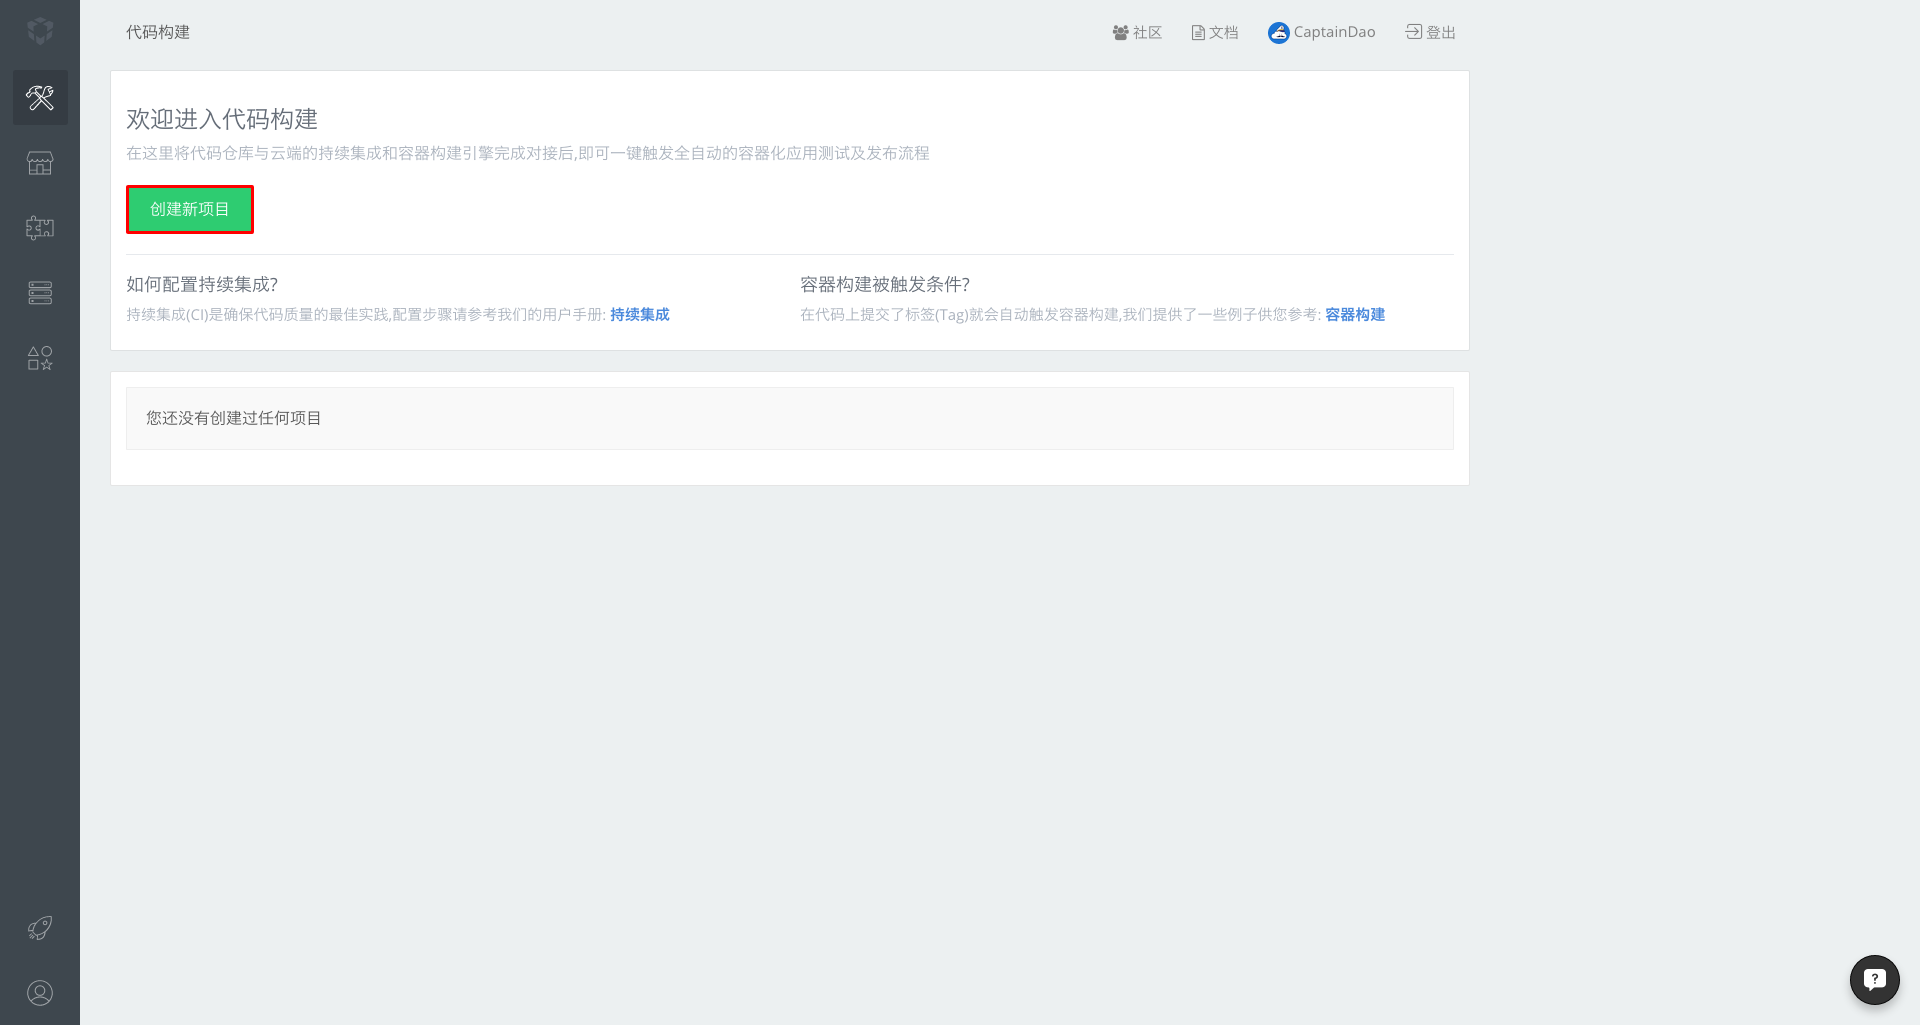 代码构建
社区 文档 CaptainDao 登出
欢迎进入代码构建
在这里将代码仓库与云端的持续集成和容器构建引擎完成对接后,即可一键触发全自动的容器化应用测试及发布流程
创建新项目
如何配置持续集成?
持续集成(CI)是确保代码质量的最佳实践,配置步骤请参考我们的用户手册: 持续集成
容器构建被触发条件?
在代码上提交了标签(Tag)就会自动触发容器构建,我们提供了一些例子供您参考: 容器构建
您还没有创建过任何项目